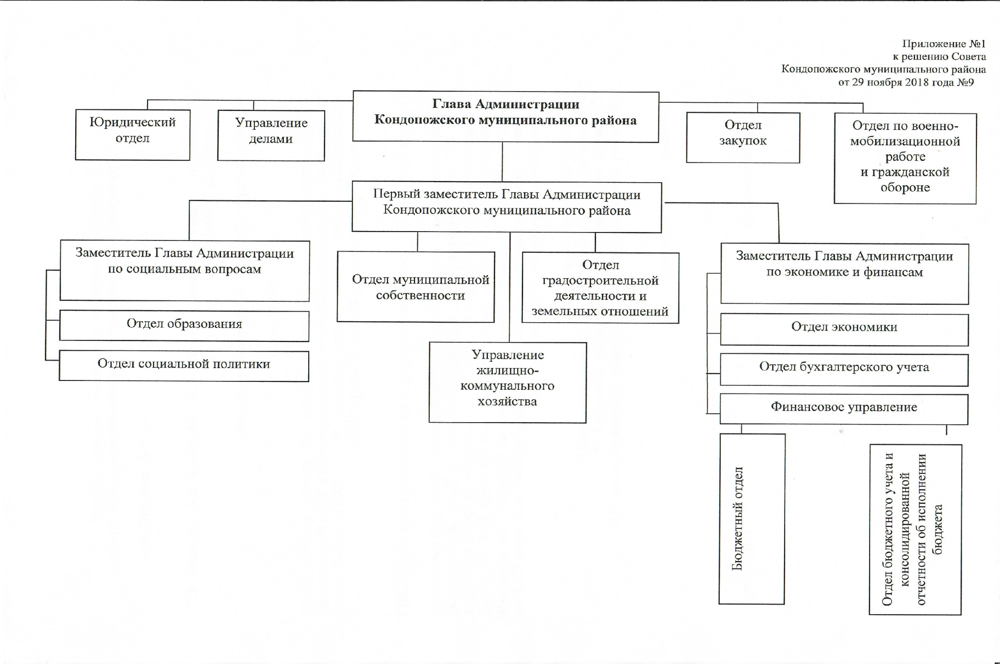 Приложение №1
к решению Совета
Кондопожского муниципального района
от 29 ноября 2018 года №9
Глава Администрации
Кондопожского муниципального района
Юридический
отдел
Управление
делами
Отдел
закупок
Отдел по военно-
мобилизационной
работе
и гражданской
обороне
Первый заместитель Главы Администрации
Кондопожского муниципального района
Заместитель Главы Администрации
по социальным вопросам
Отдел образования
Отдел социальной политики
Отдел муниципальной
собственности
Управление
жилищно-
коммунального
хозяйства
Отдел
градостроительной
деятельности и
земельных отношений
Заместитель Главы Администрации
по экономике и финансам
Отдел экономики
Отдел бухгалтерского учета
Финансовое управление
Бюджетный отдел
Отдел бюджетного учета и
консолидированной
отчетности об исполнении
бюджета